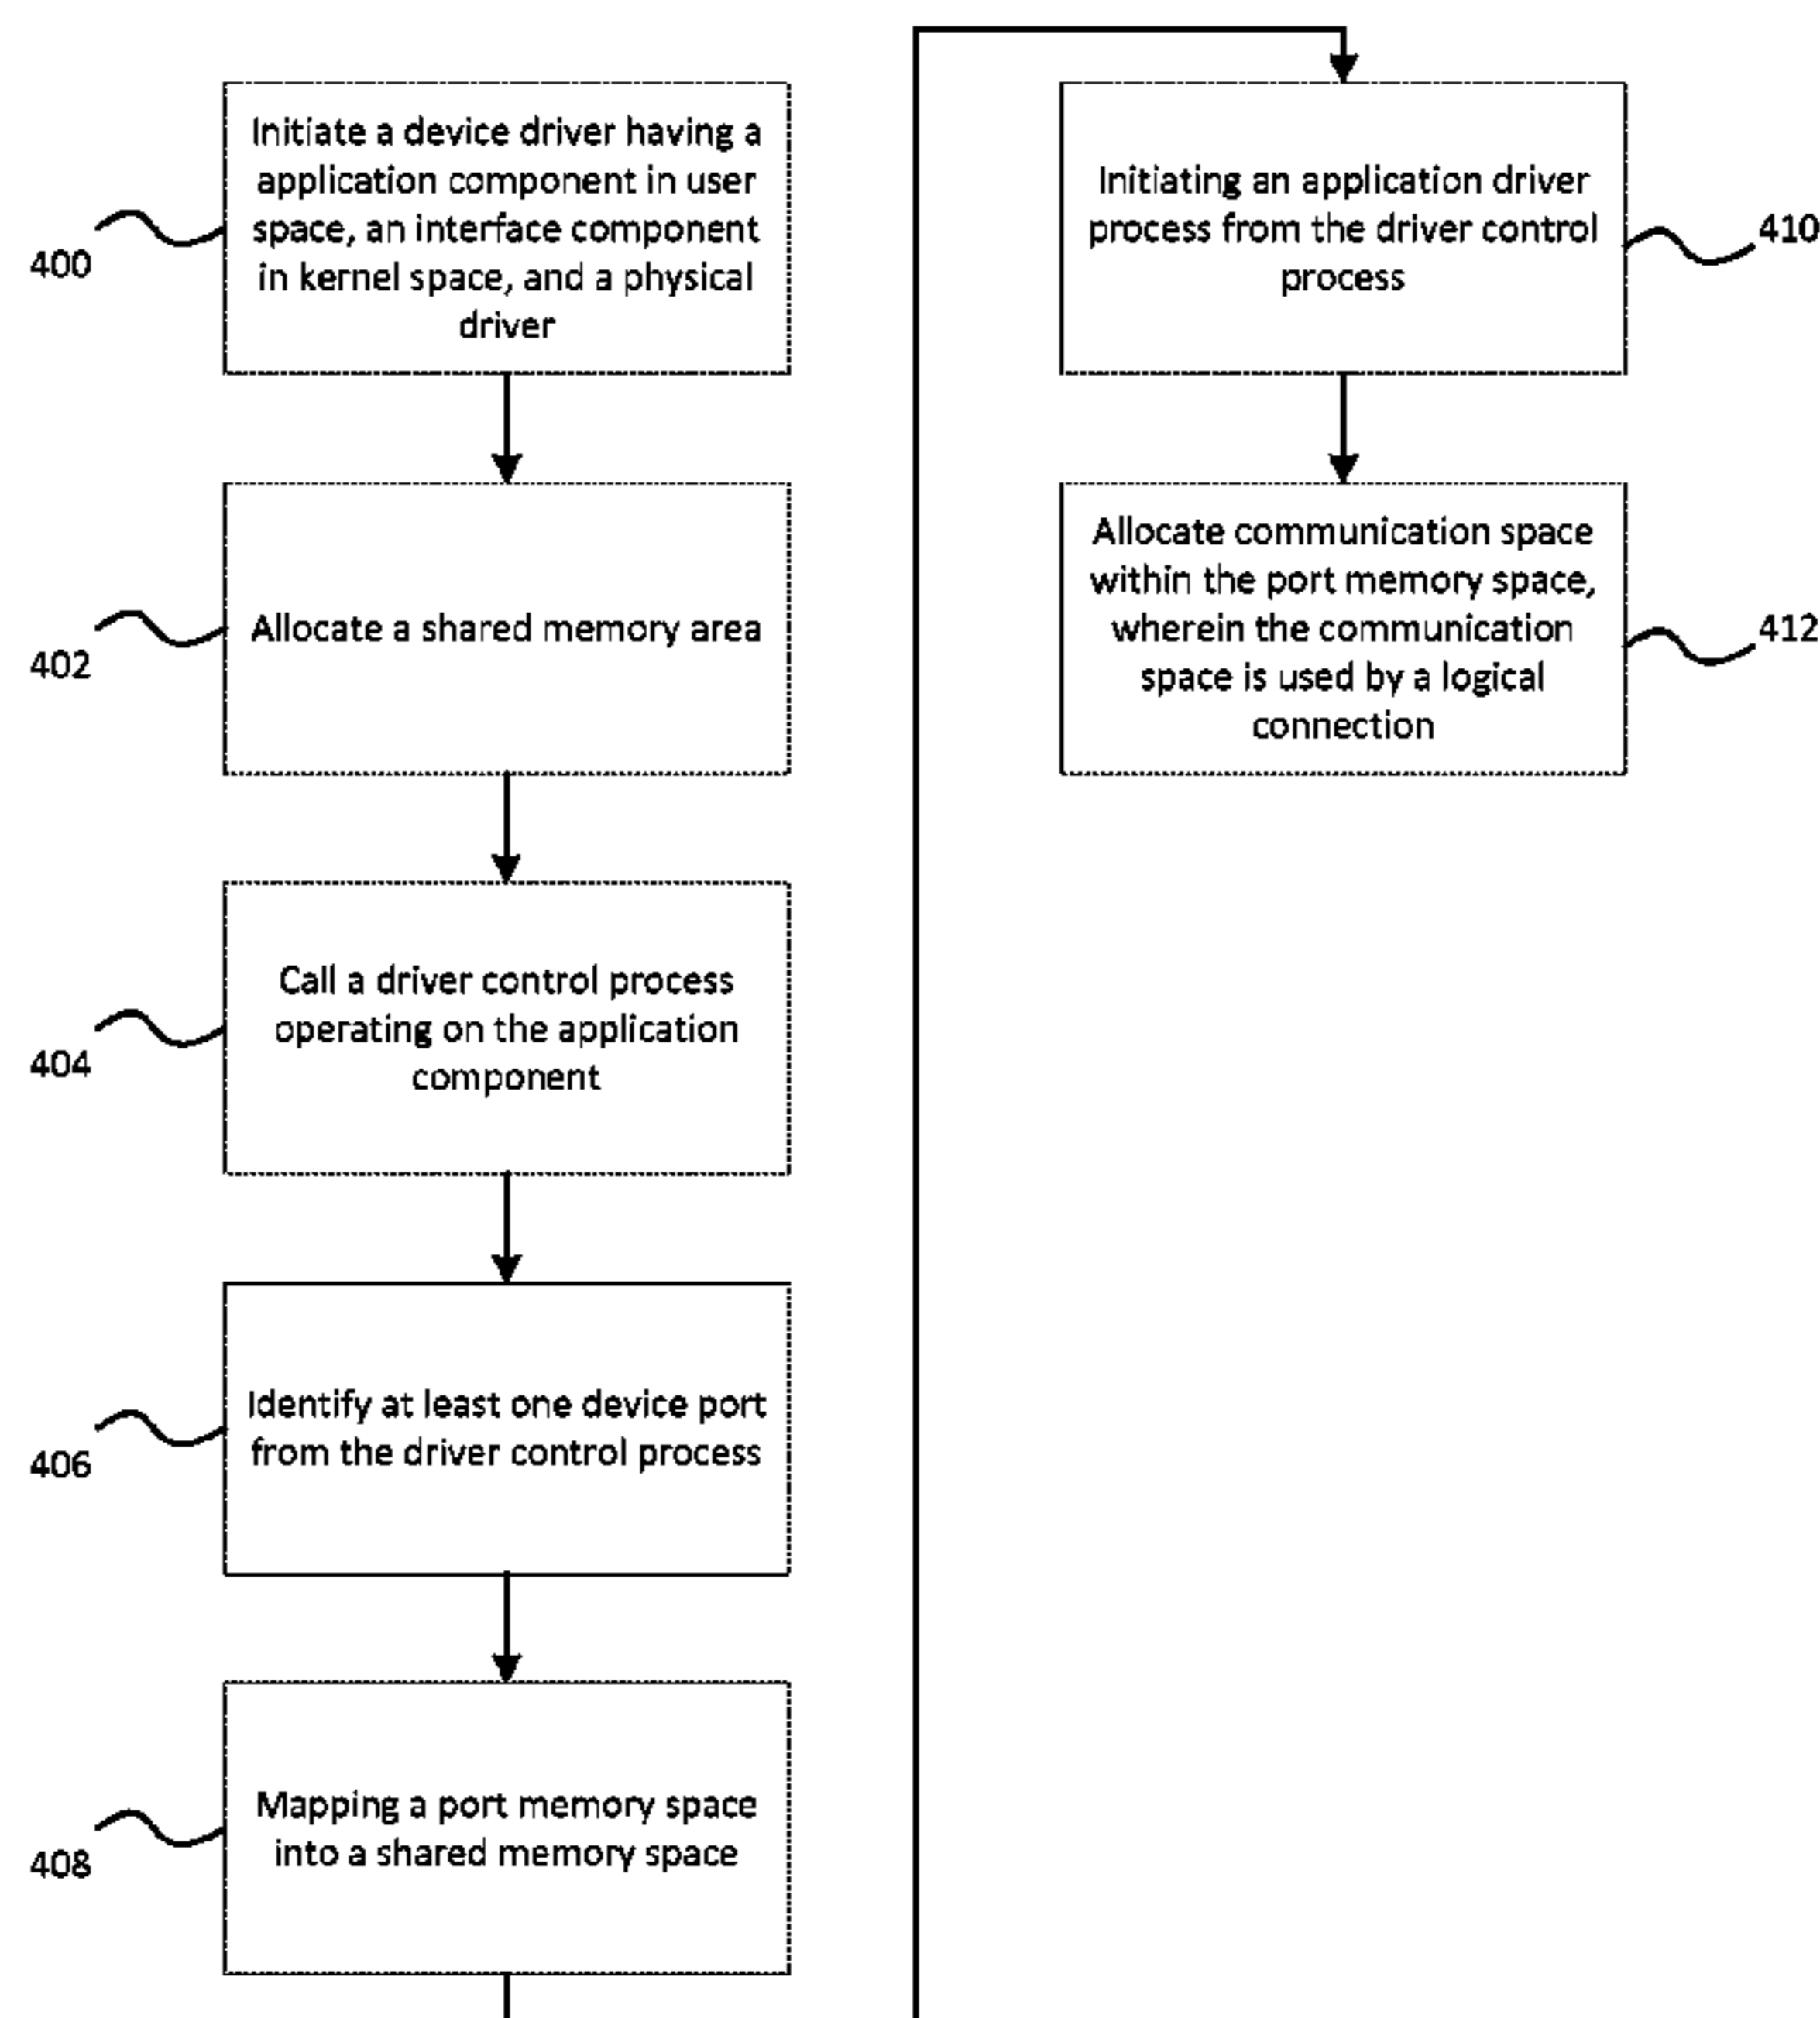 Initiate a device driver having a
application component in user
space, an interface component
in kernel space, and a physical
driver
400
Allocate a shared memory area
402
Call a driver control process
operating on the application
component
404
Identify at least one device port
from the driver control process
406
Mapping a port memory space
into a shared memory space
408
Initiating an application driver
process from the driver control
process
410
Allocate communication space
within the port memory space,
wherein the communication
space is used by a logical
connection
412